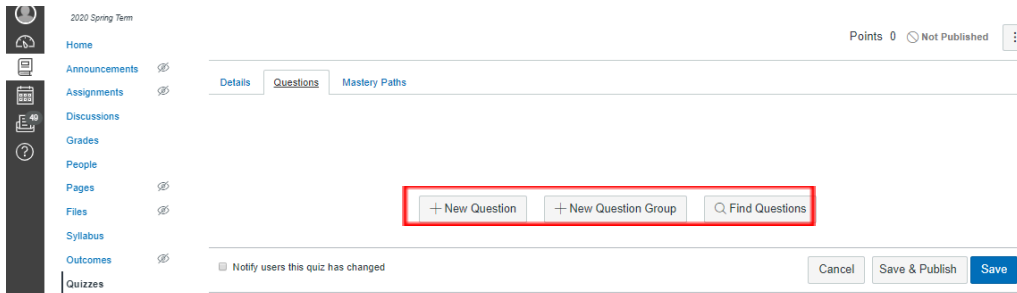 2020 Spring Term
Home
Announcements
Assignments
Discussions
Grades
People
Pages
Files
Syllabus
Outcomes
Quizzes
49
Points 0 Not Published
Details Questions Mastery Paths
New Question New Question Group Find Questions
Notify users this quiz has changed
Cancel Save & Publish Save